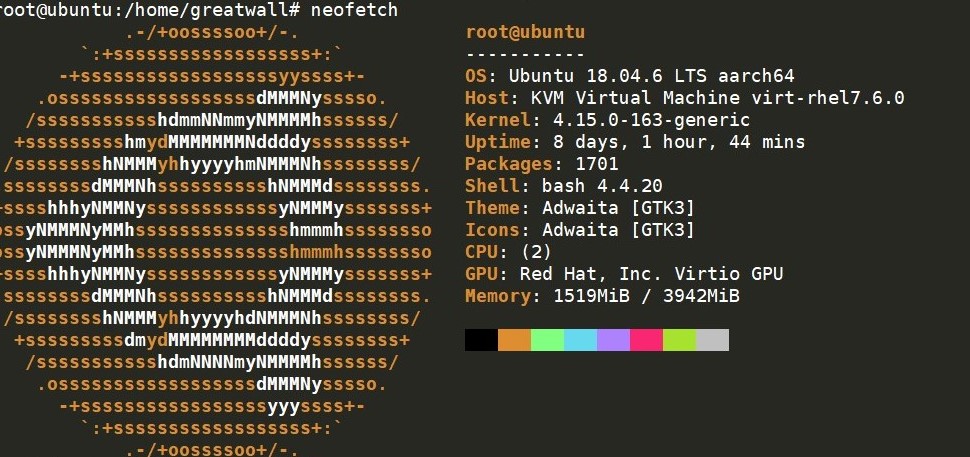 root@ubuntu:/home/greatwall# neofetch
.-/+oossssoo+/-.
`:+ssssssssssssssssss+:`
-+ssssssssssssssssssyyssss+-
.ossssssssssssssssssdMMMNysssso.
/ssssssssssshdmmNNmmyNMMMMhssssss/
+ssssssssshmydMMMMMMMNddddyssssssss+
/sssssssshNMMMyhhyyyyhmNMMMNhssssssss/
ssssssssdMMMNhsssssssssshNMMMdssssssss.
+sssshhhyNMMNyssssssssssssyNMMMysssssss+
ossyNMMMNyMMhsssssssssssssshmmmhssssssso
ossyNMMMNyMMhsssssssssssssshmmmhssssssso
+sssshhhyNMMNyssssssssssssyNMMMysssssss+
ssssssssdMMMNhsssssssssshNMMMdssssssss.
/sssssssshNMMMyhhyyyyhdNMMMNhssssssss/
+sssssssssdmydMMMMMMMMddddyssssssss+
/ssssssssssshdmNNNNmyNMMMMhssssss/
.ossssssssssssssssssdMMMNysssso.
-+sssssssssssssssssyyyssss+-
`:+ssssssssssssssssss+:`
.-/+oossssoo+/-.
root@ubuntu
-----------
OS: Ubuntu 18.04.6 LTS aarch64
Host: KVM Virtual Machine virt-rhel7.6.0
Kernel: 4.15.0-163-generic
Uptime: 8 days, 1 hour, 44 mins
Packages: 1701
Shell: bash 4.4.20
Theme: Adwaita [GTK3]
Icons: Adwaita [GTK3]
CPU: (2)
GPU: Red Hat, Inc. Virtio GPU
Memory: 1519MiB / 3942MiB